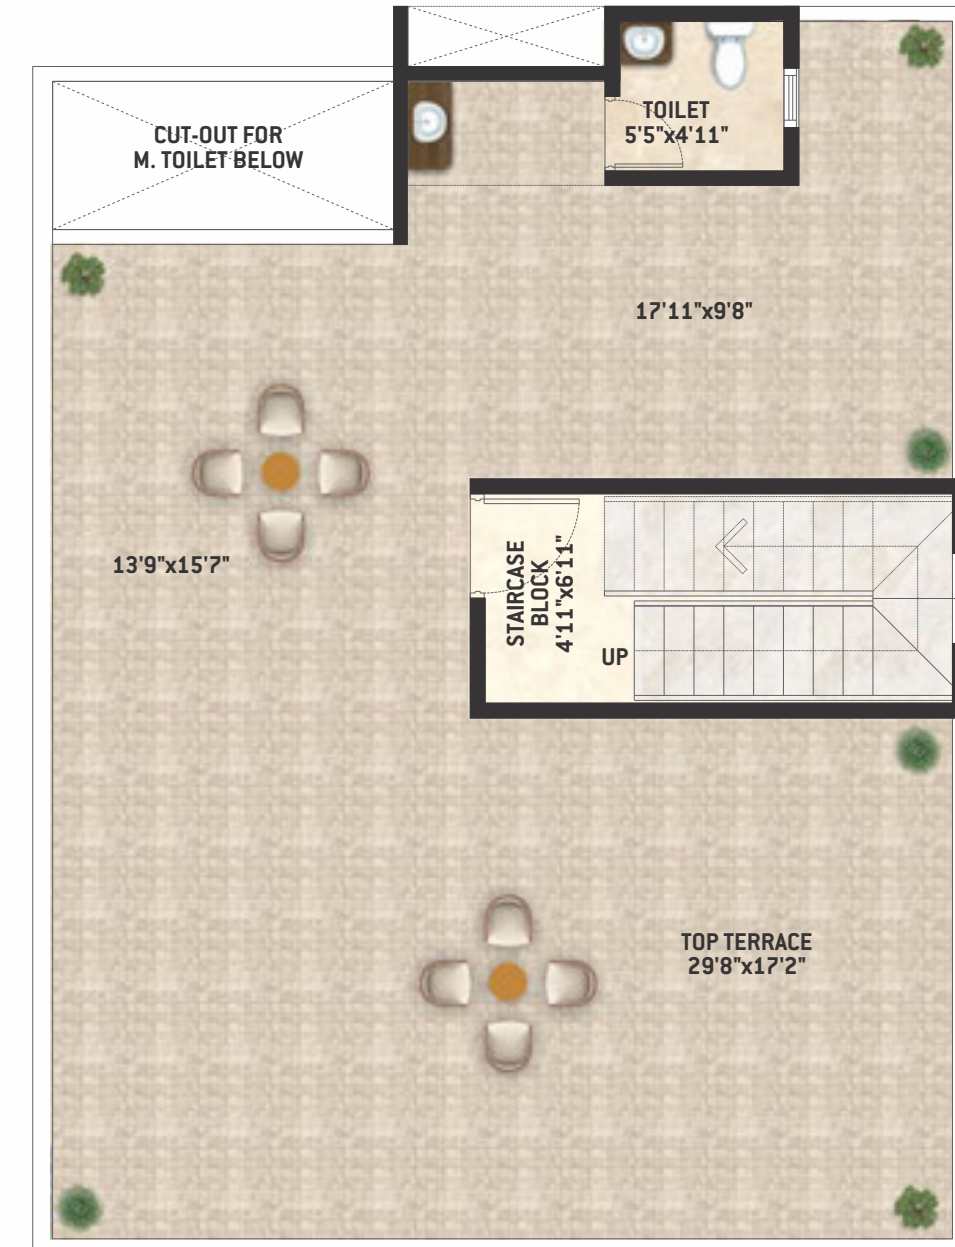 TOILET
5'5"x4'11"
CUT-OUT FOR
M. TOILET BELOW
17'11"x9'8"
13'9"x15'7"
STAIRCASE
BLOCK
4'11"x6'11"
UP
TOP TERRACE
29'8"x17'2"